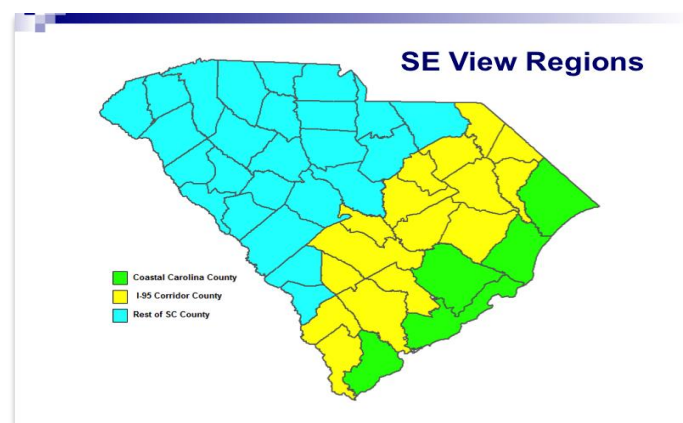 SE View Regions
Coastal Carolina County
I-95 Corridor County
Rest of SC County